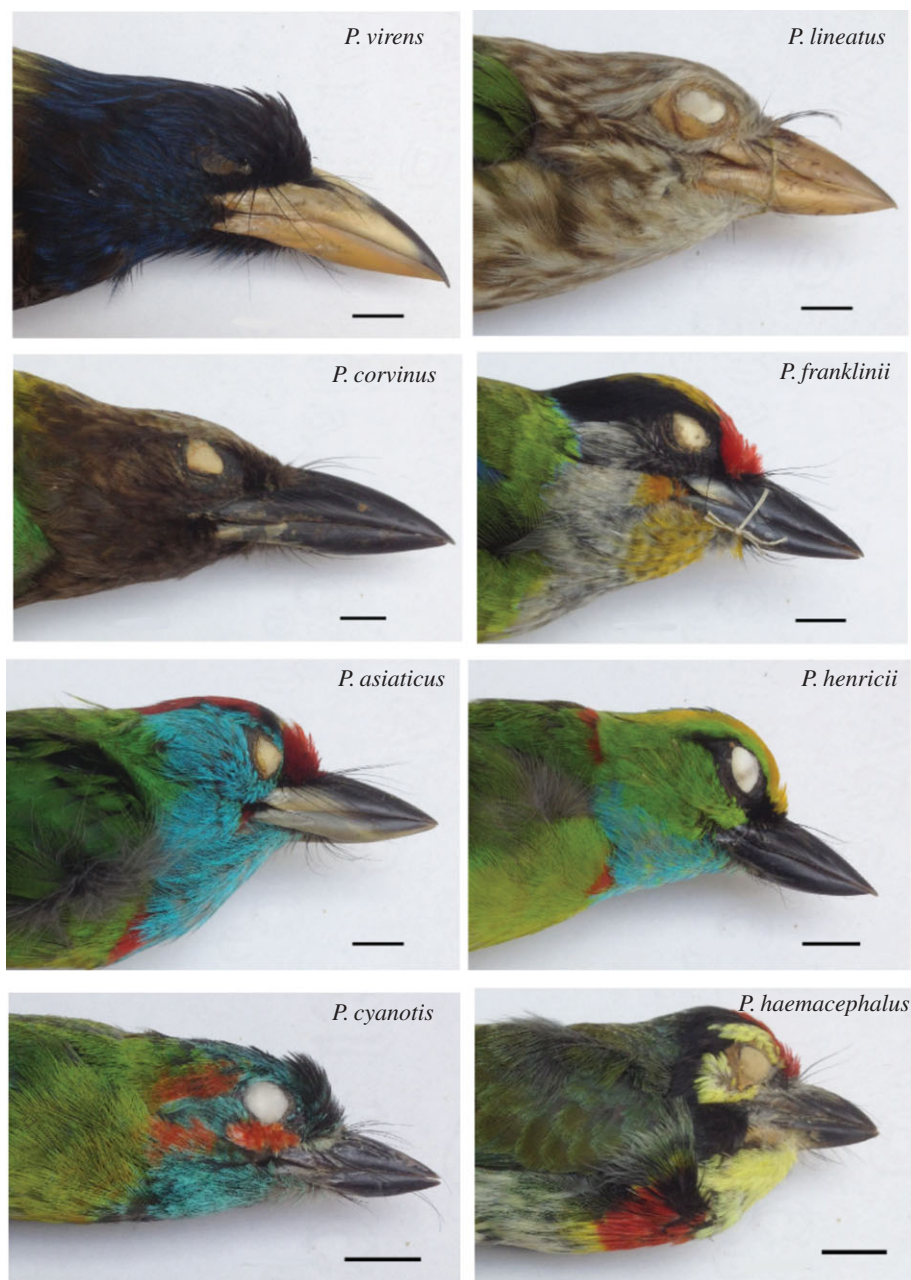 P. virens
P. lineatus
P. corvinus
P. franklinii
P. asiaticus
P. henricii
P. cyanotis
P. haemacephalus